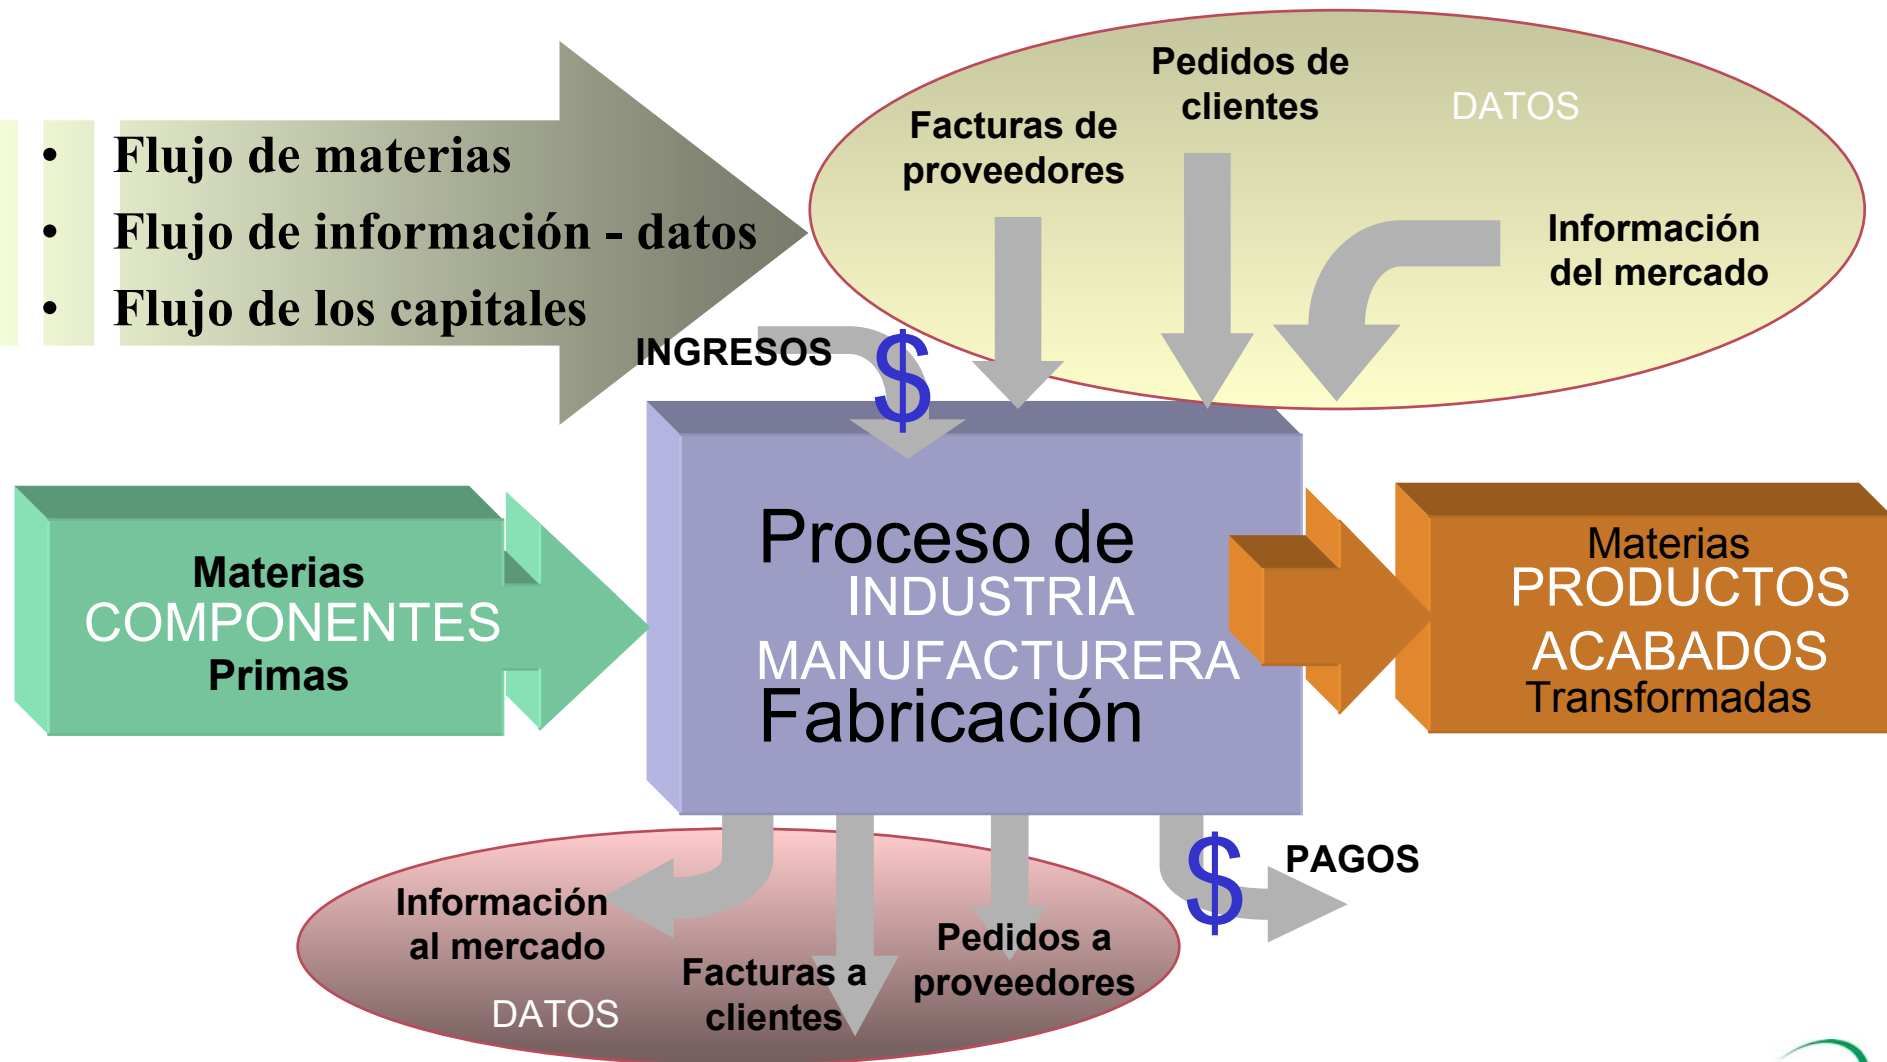 • Flujo de materias
• Flujo de información - datos
• Flujo de los capitales
Pedidos de
clientes
DATOS
Facturas de
proveedores
Información
del mercado
INGRESOS
$
Materias
COMPONENTES
Primas
Proceso de
INDUSTRIA
MANUFACTURERA
Fabricación
Materias
PRODUCTOS
ACABADOS
Transformadas
Información
al mercado
DATOS
Facturas a
clientes
Pedidos a
proveedores
$
PAGOS